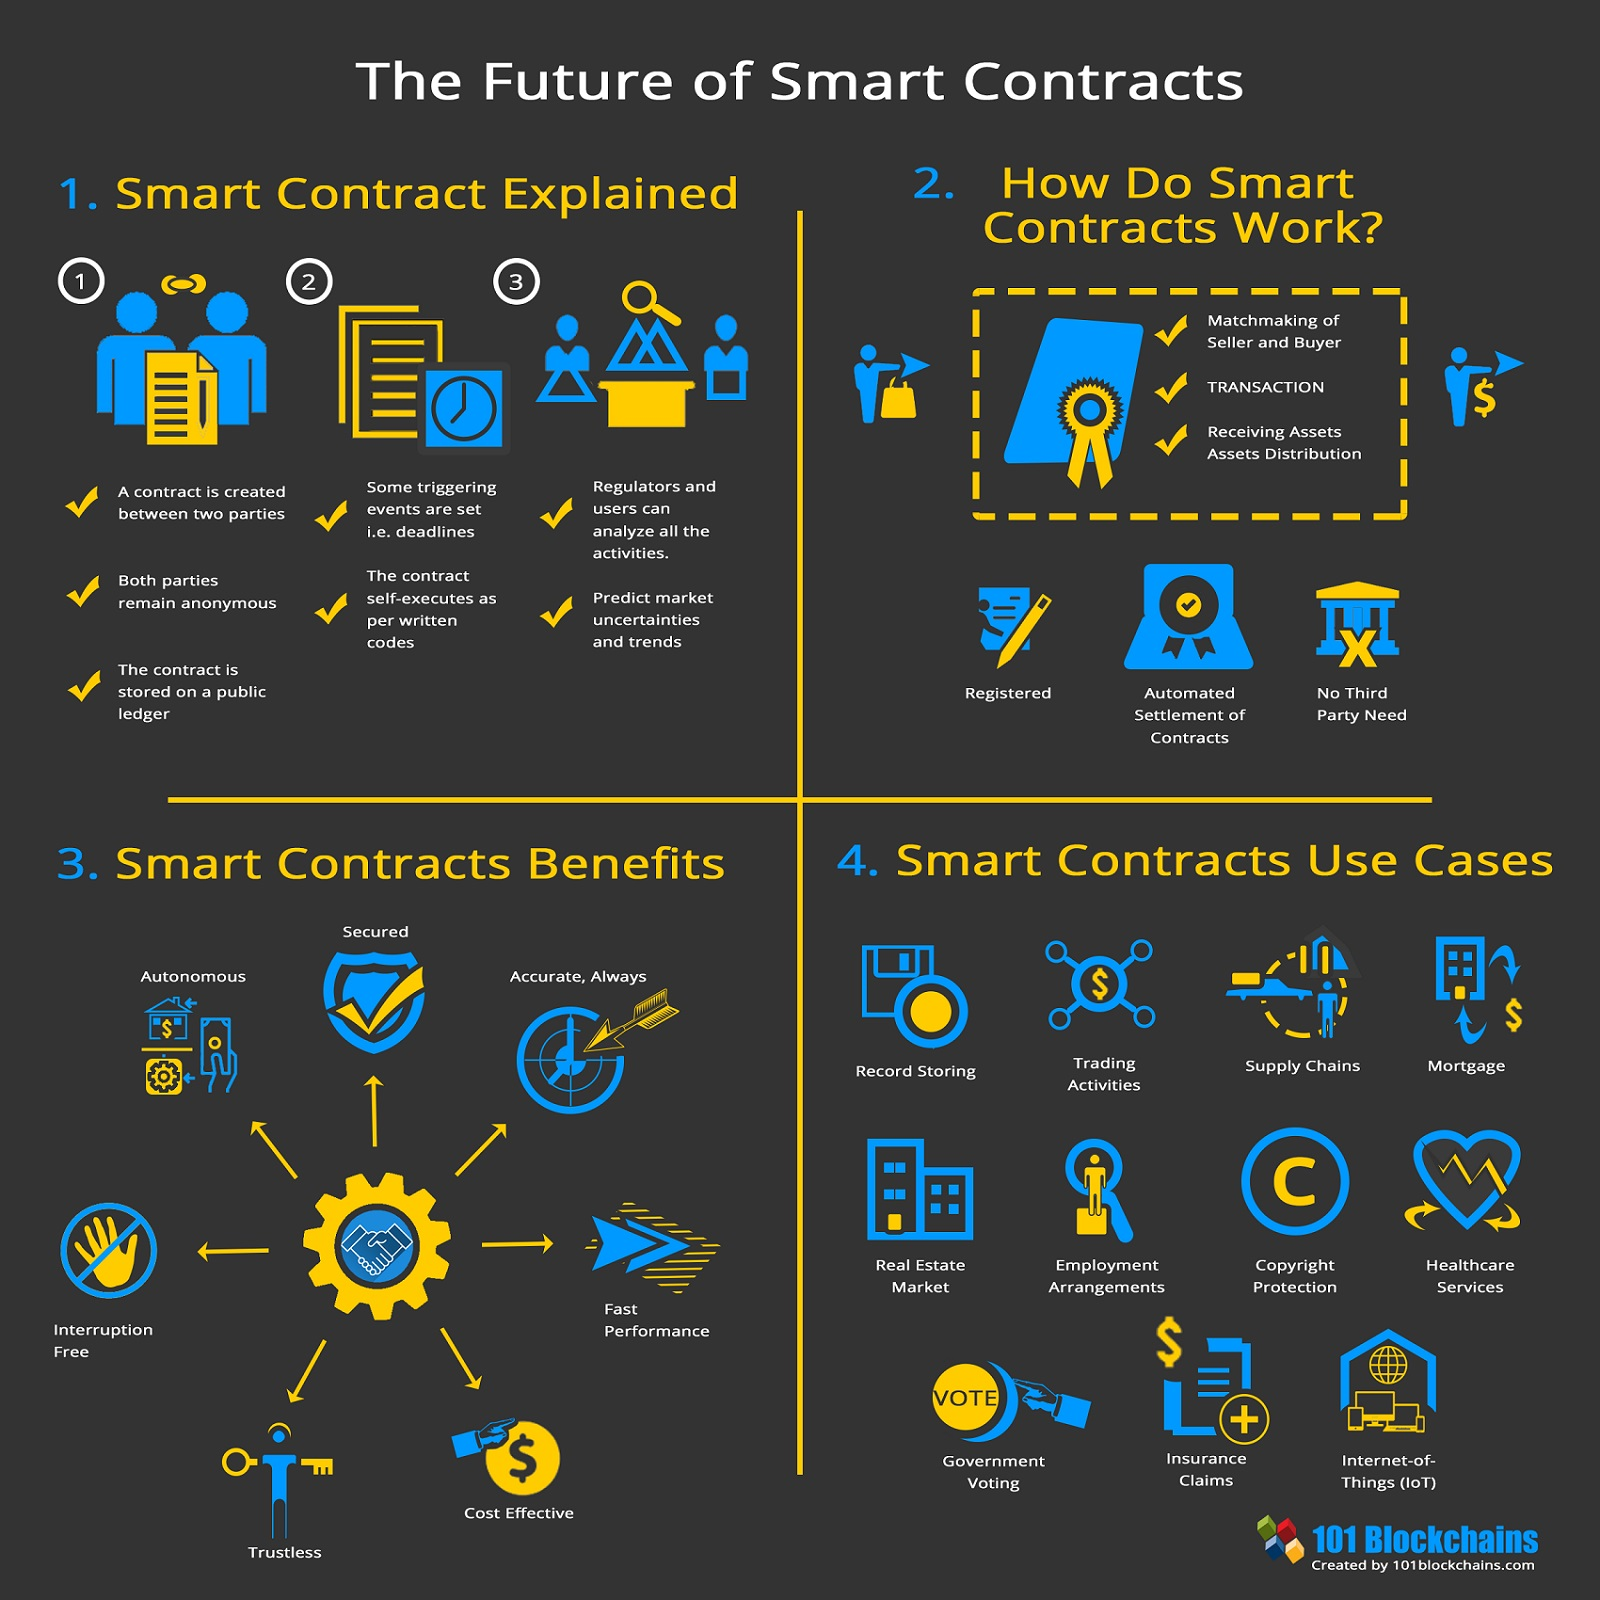 The Future of Smart Contracts
1. Smart Contract Explained
1
2
3
A contract is created
between two parties
Both parties
remain anonymous
The contract is
stored on a public
ledger
Some triggering
events are set
i.e. deadlines
The contract
self-executes as
per written
codes
Regulators and
users can
analyze all the
activities.
Predict market
uncertainties
and trends
2. How Do Smart
Contracts Work?
Matchmaking of
Seller and Buyer
TRANSACTION
Receiving Assets
Assets Distribution
$
Registered
Automated
Settlement of
Contracts
X
No Third
Party Need
3. Smart Contracts Benefits
Secured
Autonomous
$
Accurate, Always
Interruption
Free
Fast
Performance
Trustless
$
Cost Effective
4. Smart Contracts Use Cases
Record Storing
$
Trading
Activities
Supply Chains
$
Mortgage
Real Estate
Market
Employment
Arrangements
C
Copyright
Protection
Healthcare
Services
VOTE
Government
Voting
$
Insurance
Claims
Internet-of-
Things (IoT)
101 Blockchains
Created by 101blockchains.com